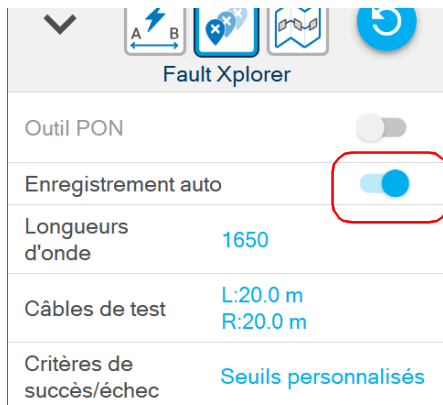 A B
Fault Xplorer
Outil PON
Enregistrement auto
Longueurs
d'onde
1650
Câbles de test
L:20.0 m
R:20.0 m
Critères de
succès/échec
Seuils personnalisés